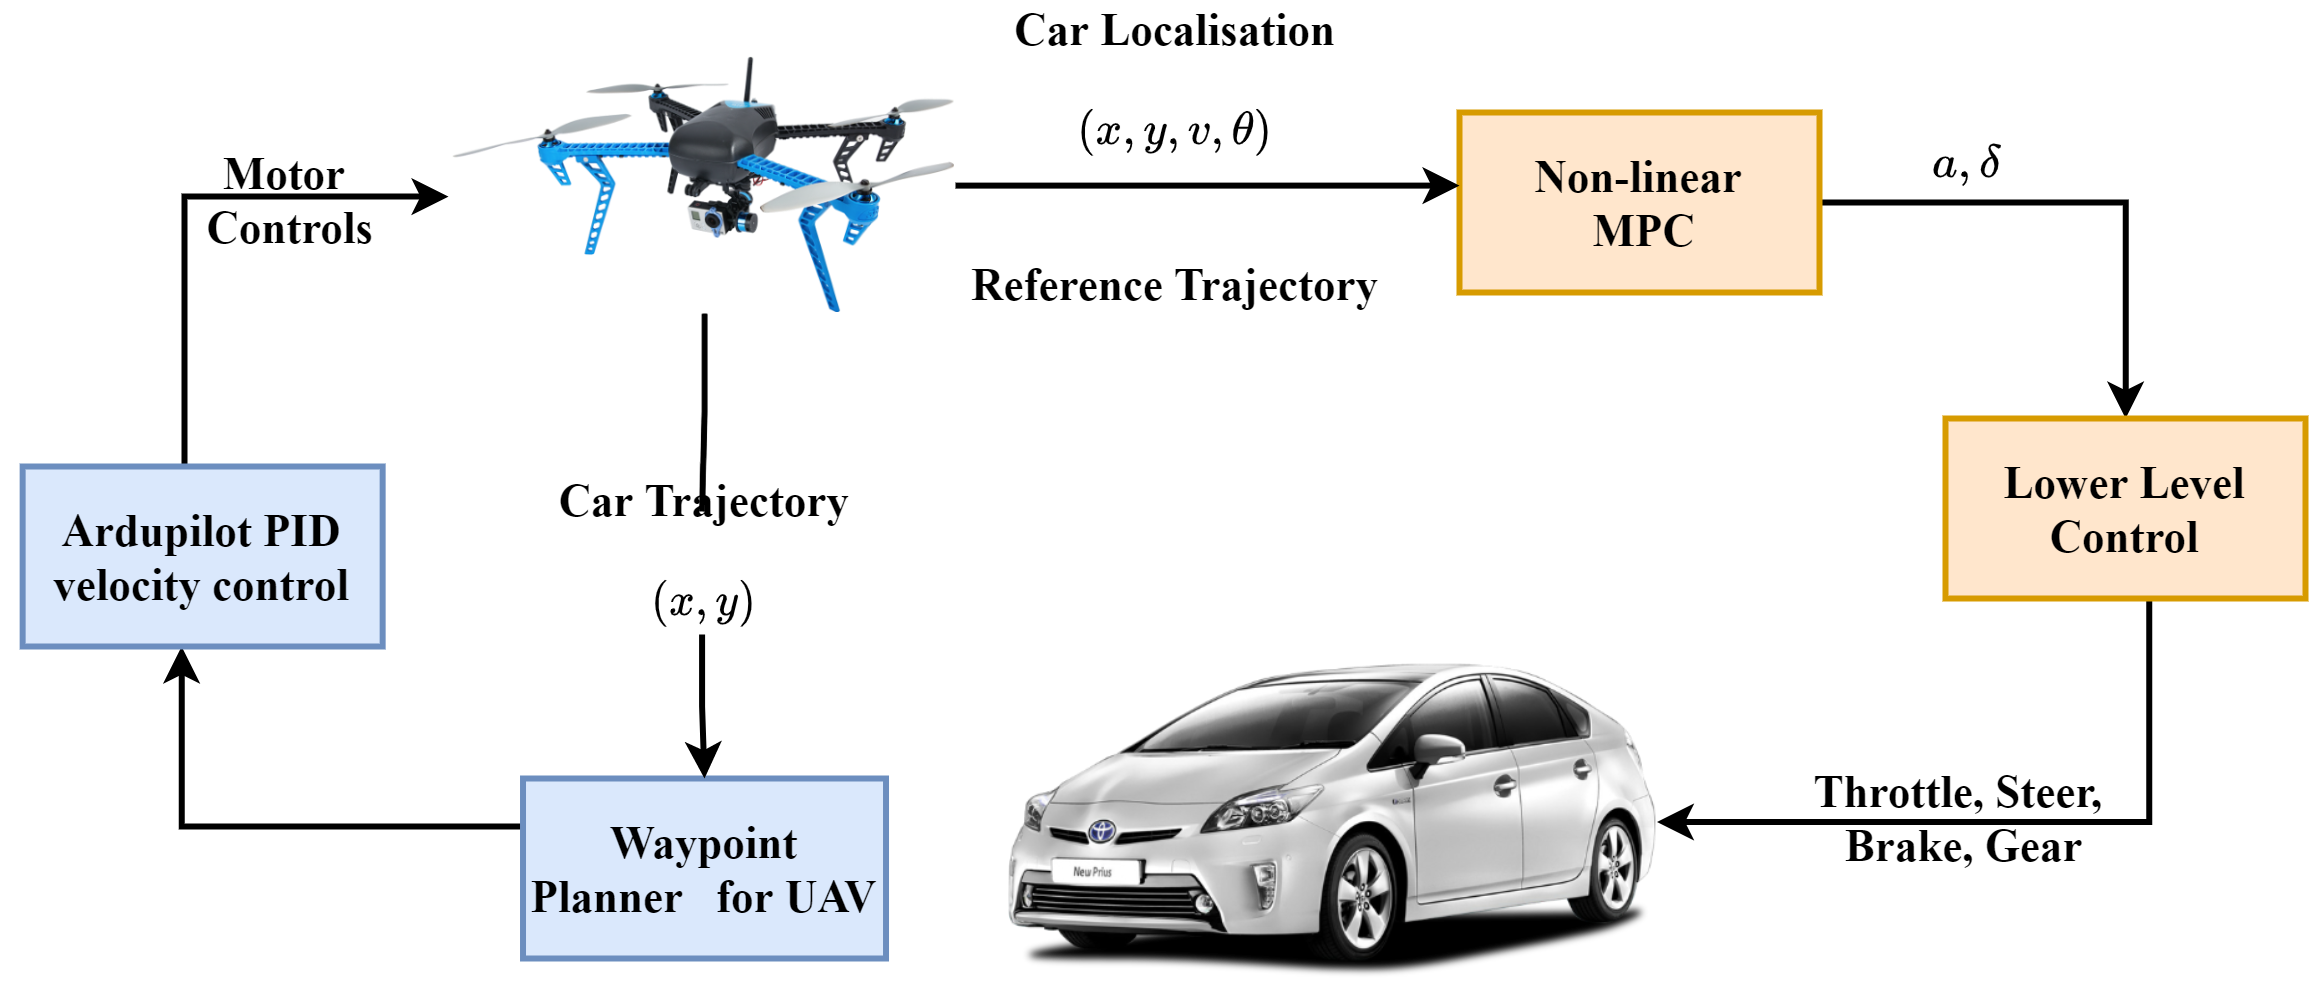 Car Localisation
(x, y, v, θ)
Motor
Controls
Non-linear
MPC
a, δ
Reference Trajectory
Car Trajectory
(x, y)
Ardupilot PID
velocity control
Lower Level
Control
Throttle, Steer,
Brake, Gear
Waypoint
Planner for UAV
New Prius